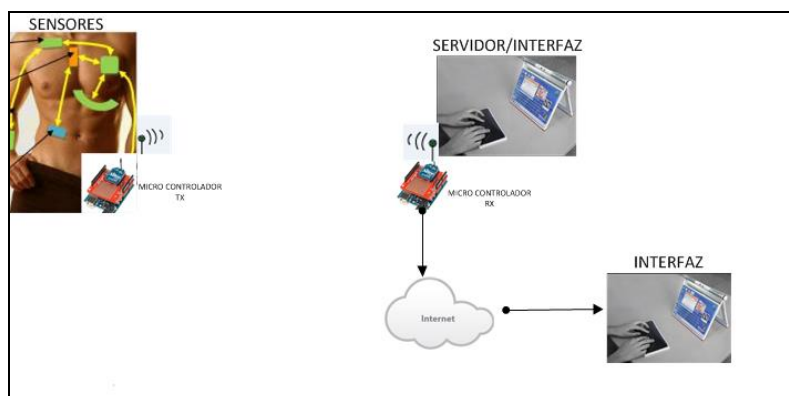 SENSORES
SERVIDOR/INTERFAZ
MICRO CONTROLADOR
TX
MICRO CONTROLADOR
RX
INTERFAZ
Internet